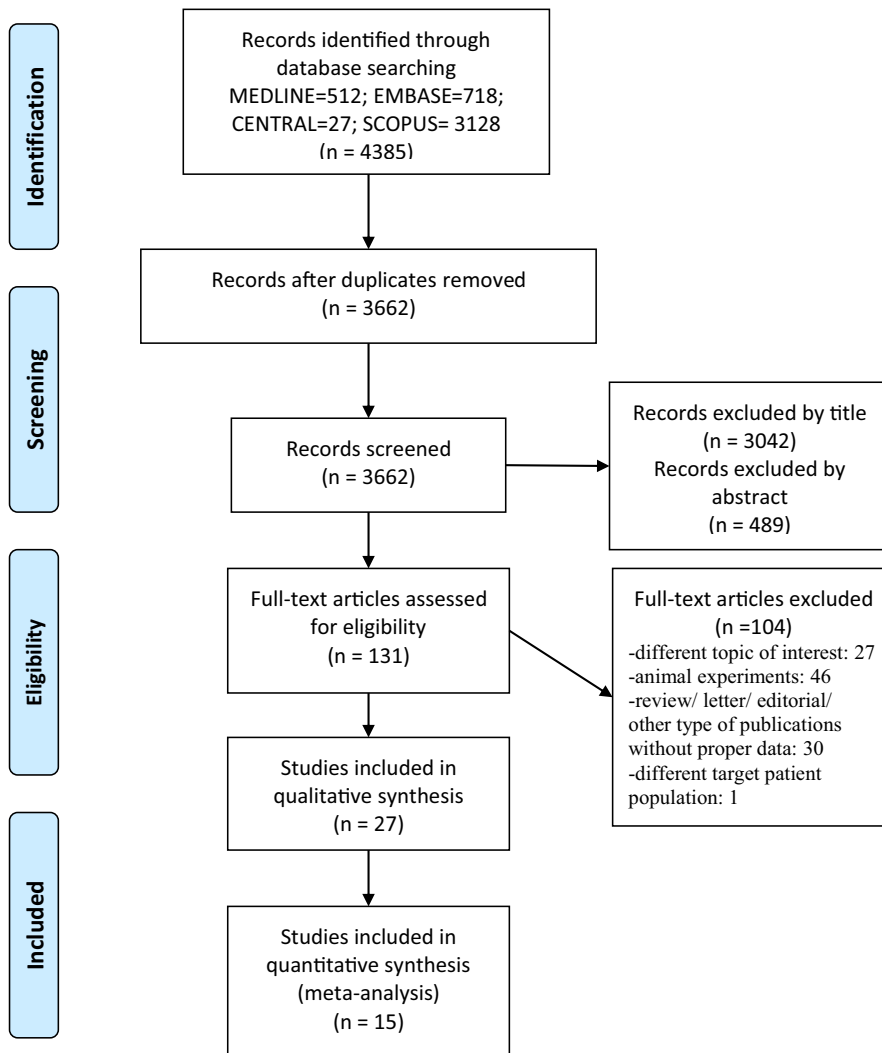 Identification
Records identified through
database searching
MEDLINE=512; EMBASE=718;
CENTRAL=27; SCOPUS= 3128
(n = 4385)
Records after duplicates removed
(n = 3662)
Screening
Records screened
(n = 3662)
Records excluded by title
(n = 3042)
Records excluded by
abstract
(n = 489)
Eligibility
Full-text articles assessed
for eligibility
(n = 131)
Full-text articles excluded
(n =104)
-different topic of interest: 27
-animal experiments: 46
-review/ letter/ editorial/
other type of publications
without proper data: 30
-different target patient
population: 1
Studies included in
qualitative synthesis
(n = 27)
Included
Studies included in
quantitative synthesis
(meta-analysis)
(n = 15)